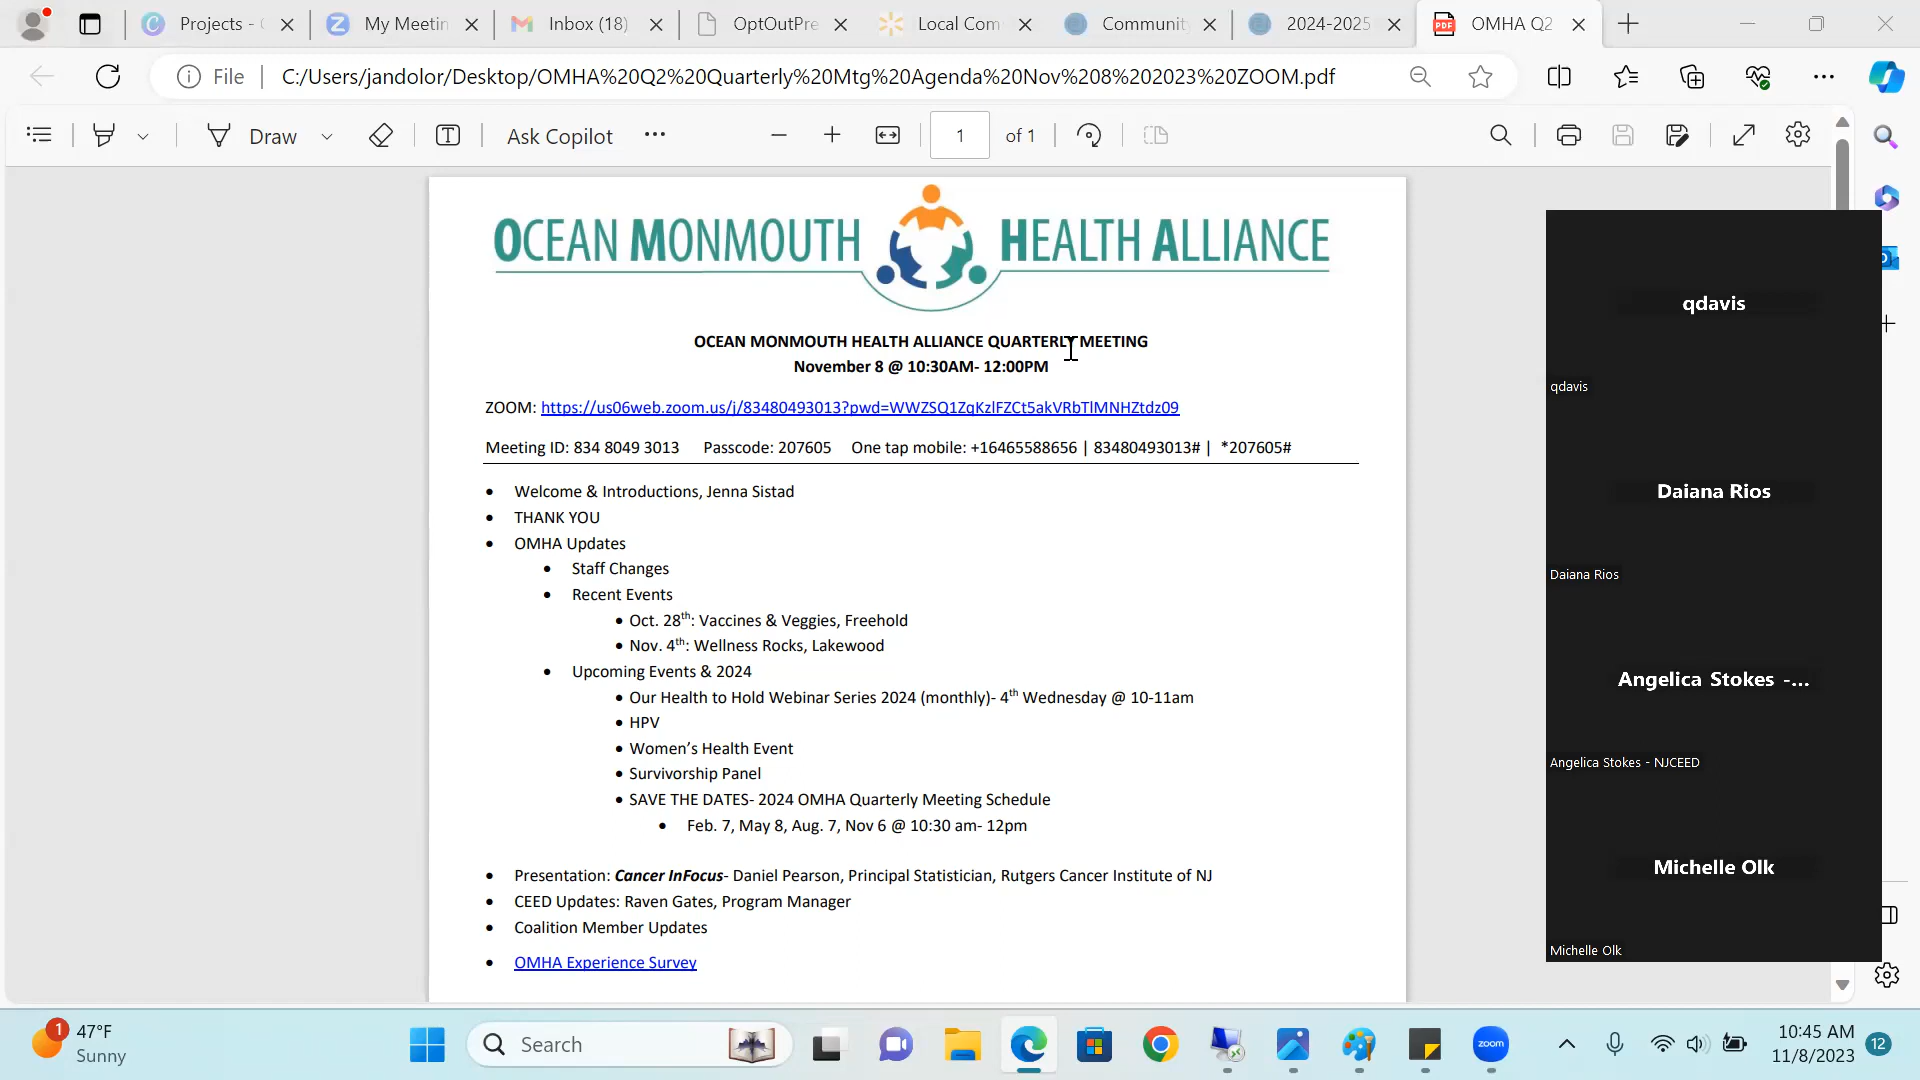 Projects - C
My Meetin
Inbox (18)
OptOutPre
Local Com
Communit
2024-2025
OMHA Q2
File
C:/Users/jandolor/Desktop/OMHA%20Q2%20Quarterly%20Mtg%20Agenda%20Nov%208%202023%20ZOOM.pdf
Draw
Ask Copilot
1 of 1
OCEAN MONMOUTH HEALTH ALLIANCE
OCEAN MONMOUTH HEALTH ALLIANCE QUARTERLY MEETING
November 8 @ 10:30AM- 12:00PM
ZOOM: https://us06web.zoom.us/j/83480493013?pwd=WWZSQ1ZqKzlFZCt5akVRbTlMNHZtdz09
Meeting ID: 834 8049 3013 Passcode: 207605 One tap mobile: +16465588656 | 83480493013# | *207605#
• Welcome & Introductions, Jenna Sistad
• THANK YOU
• OMHA Updates
• Staff Changes
• Recent Events
• Oct. 28th: Vaccines & Veggies, Freehold
• Nov. 4th: Wellness Rocks, Lakewood
• Upcoming Events & 2024
• Our Health to Hold Webinar Series 2024 (monthly)- 4th Wednesday @ 10-11am
• HPV
• Women's Health Event
• Survivorship Panel
• SAVE THE DATES- 2024 OMHA Quarterly Meeting Schedule
• Feb. 7, May 8, Aug. 7, Nov 6 @ 10:30 am- 12pm
• Presentation: Cancer InFocus- Daniel Pearson, Principal Statistician, Rutgers Cancer Institute of NJ
• CEED Updates: Raven Gates, Program Manager
• Coalition Member Updates
• OMHA Experience Survey
qdavis
qdavis
Daiana Rios
Daiana Rios
Angelica Stokes -...
Angelica Stokes - NJCEED
Michelle Olk
Michelle Olk
1
47°F
Sunny
Search
zoom
10:45 AM
11/8/2023
12